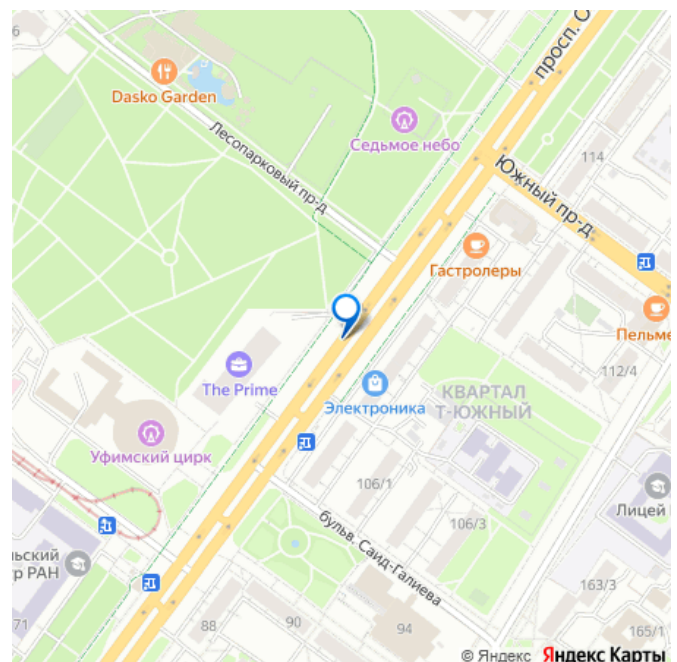 6
просп. О
Dasko Garden
Седьмое небо
Лесопарковый пр-д
114
Южный пр-д
Гастролеры
Пельме
The Prime
112/4
Электроника
КВАРТАЛ
Т-ЮЖНЫЙ
Уфимский цирк
106/1
Лицей
106/3
бульв. Саид-Галиева
ьский
р РАН
163/3
71
88
90
94
165/1
© Яндекс Яндекс Карты